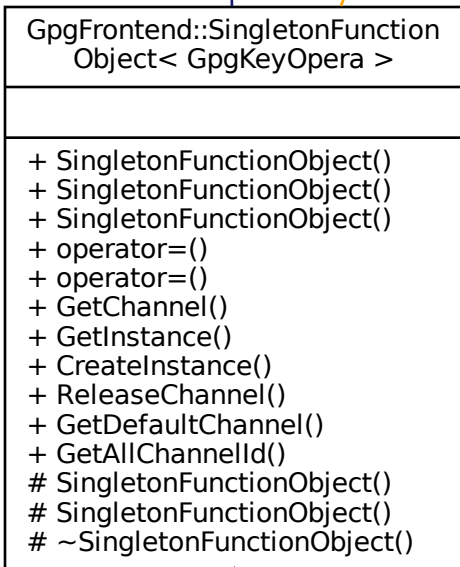 GpgFrontend::SingletonFunction
Object< GpgKeyOpera >
+ SingletonFunctionObject()
+ SingletonFunctionObject()
+ SingletonFunctionObject()
+ operator=()
+ operator=()
+ GetChannel()
+ GetInstance()
+ CreateInstance()
+ ReleaseChannel()
+ GetDefaultChannel()
+ GetAllChannelId()
# SingletonFunctionObject()
# SingletonFunctionObject()
# ~SingletonFunctionObject()